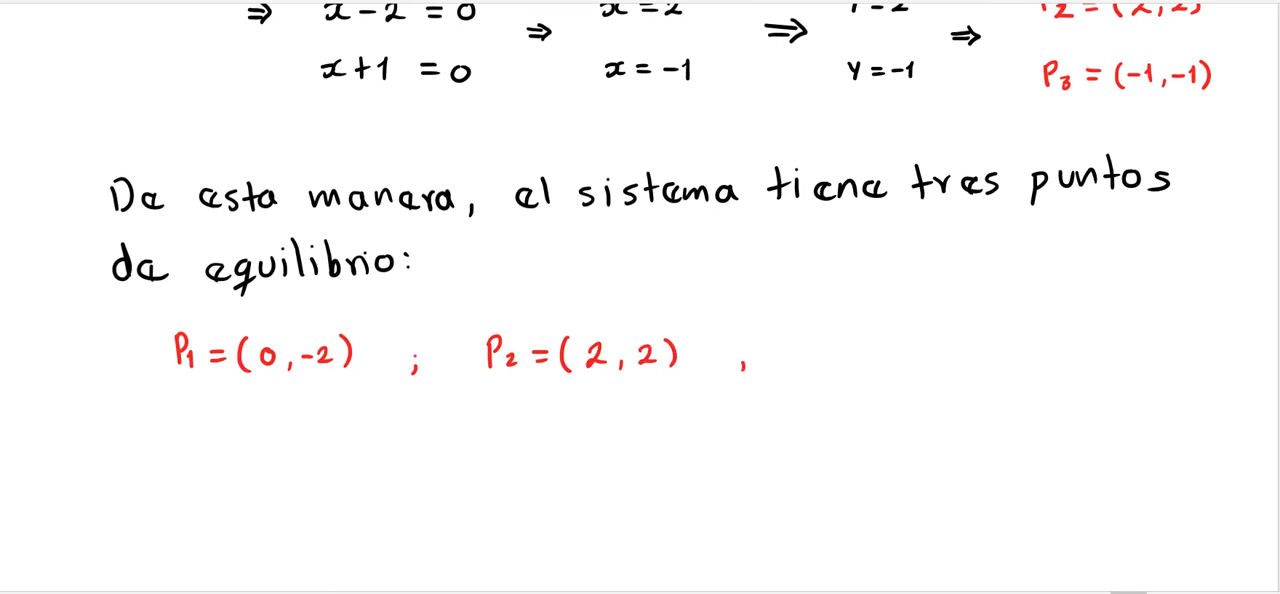 ⇒ x - 2 = 0 ⇒ x = 2 ⇒ y = 2 ⇒ P2 = (2, 2)
x + 1 = 0 x = -1 y = -1 P3 = (-1, -1)
De esta manera, el sistema tiene tres puntos
de equilibrio:
P1 = (0, -2) ; P2 = (2, 2) ,